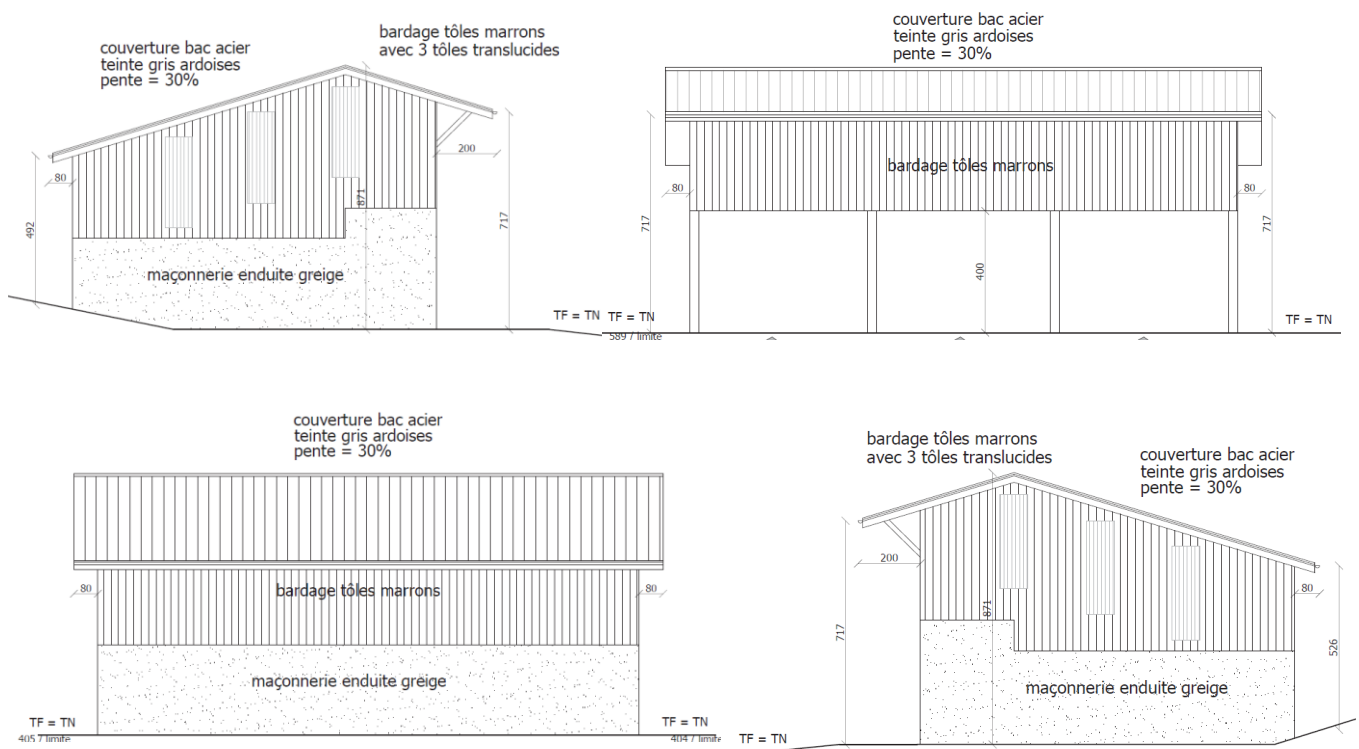 couverture bac acier
teinte gris ardoises
pente = 30%
bardage tôles marrons
avec 3 tôles translucides
80
200
492
871
717
maçonnerie enduite greige
TF = TN
couverture bac acier
teinte gris ardoises
pente = 30%
bardage tôles marrons
80
80
717
717
400
TF = TN
589 / limite
TF = TN
couverture bac acier
teinte gris ardoises
pente = 30%
80
bardage tôles marrons
80
maçonnerie enduite greige
TF = TN
405 / limite
TF = TN
404 / limite
bardage tôles marrons
avec 3 tôles translucides
couverture bac acier
teinte gris ardoises
pente = 30%
200
80
717
871
526
maçonnerie enduite greige
TF = TN